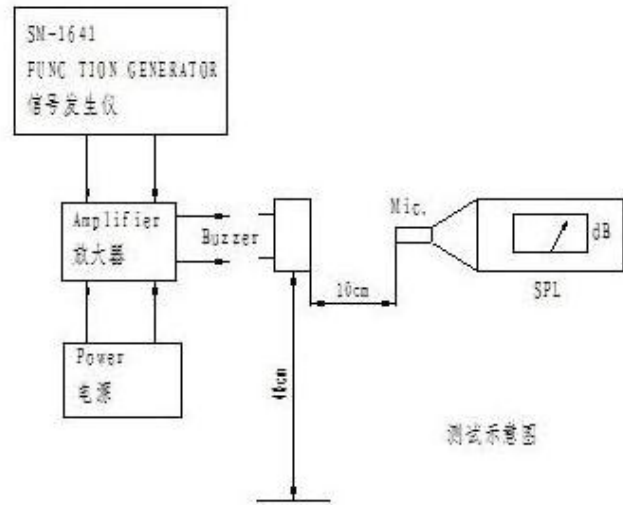 SM-1641
FUNC TION GENERATOR
信号发生仪
Amplifier
放大器
Buzzer
Mic.
dB
SPL
10cm
40cm
Power
电源
测试示意图